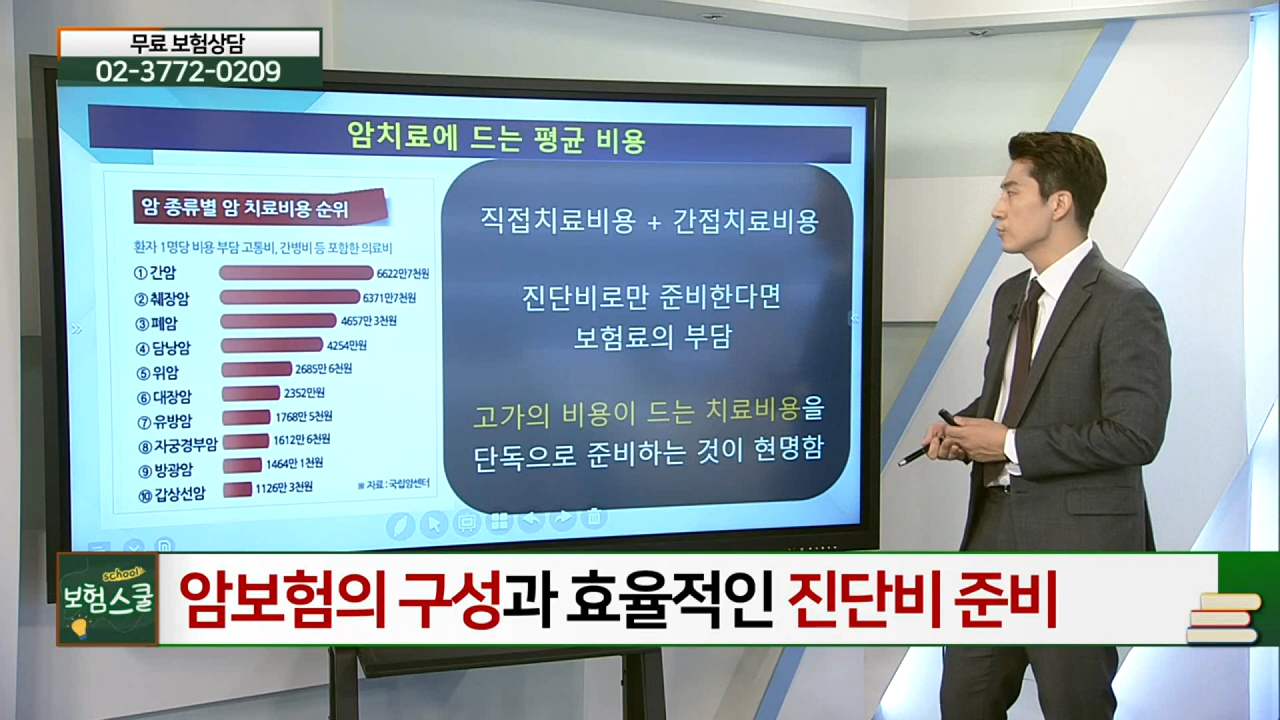 무료 보험상담
02-3772-0209
암치료에 드는 평균 비용
암 종류별 암 치료비용 순위
환자 1명당 비용 부담 고통비, 간병비 등 포함한 의료비
① 간암 6622만7천원
② 췌장암 6371만7천원
③ 폐암 4657만 3천원
④ 담낭암 4254만원
⑤ 위암 2685만 6천원
⑥ 대장암 2352만원
⑦ 유방암 1768만 5천원
⑧ 자궁경부암 1612만 6천원
⑨ 방광암 1464만 1천원
⑩ 갑상선암 1126만 3천원
※ 자료 : 국립암센터
직접치료비용 + 간접치료비용
진단비로만 준비한다면
보험료의 부담
고가의 비용이 드는 치료비용을
단독으로 준비하는 것이 현명함
school
보험스쿨
암보험의 구성과 효율적인 진단비 준비